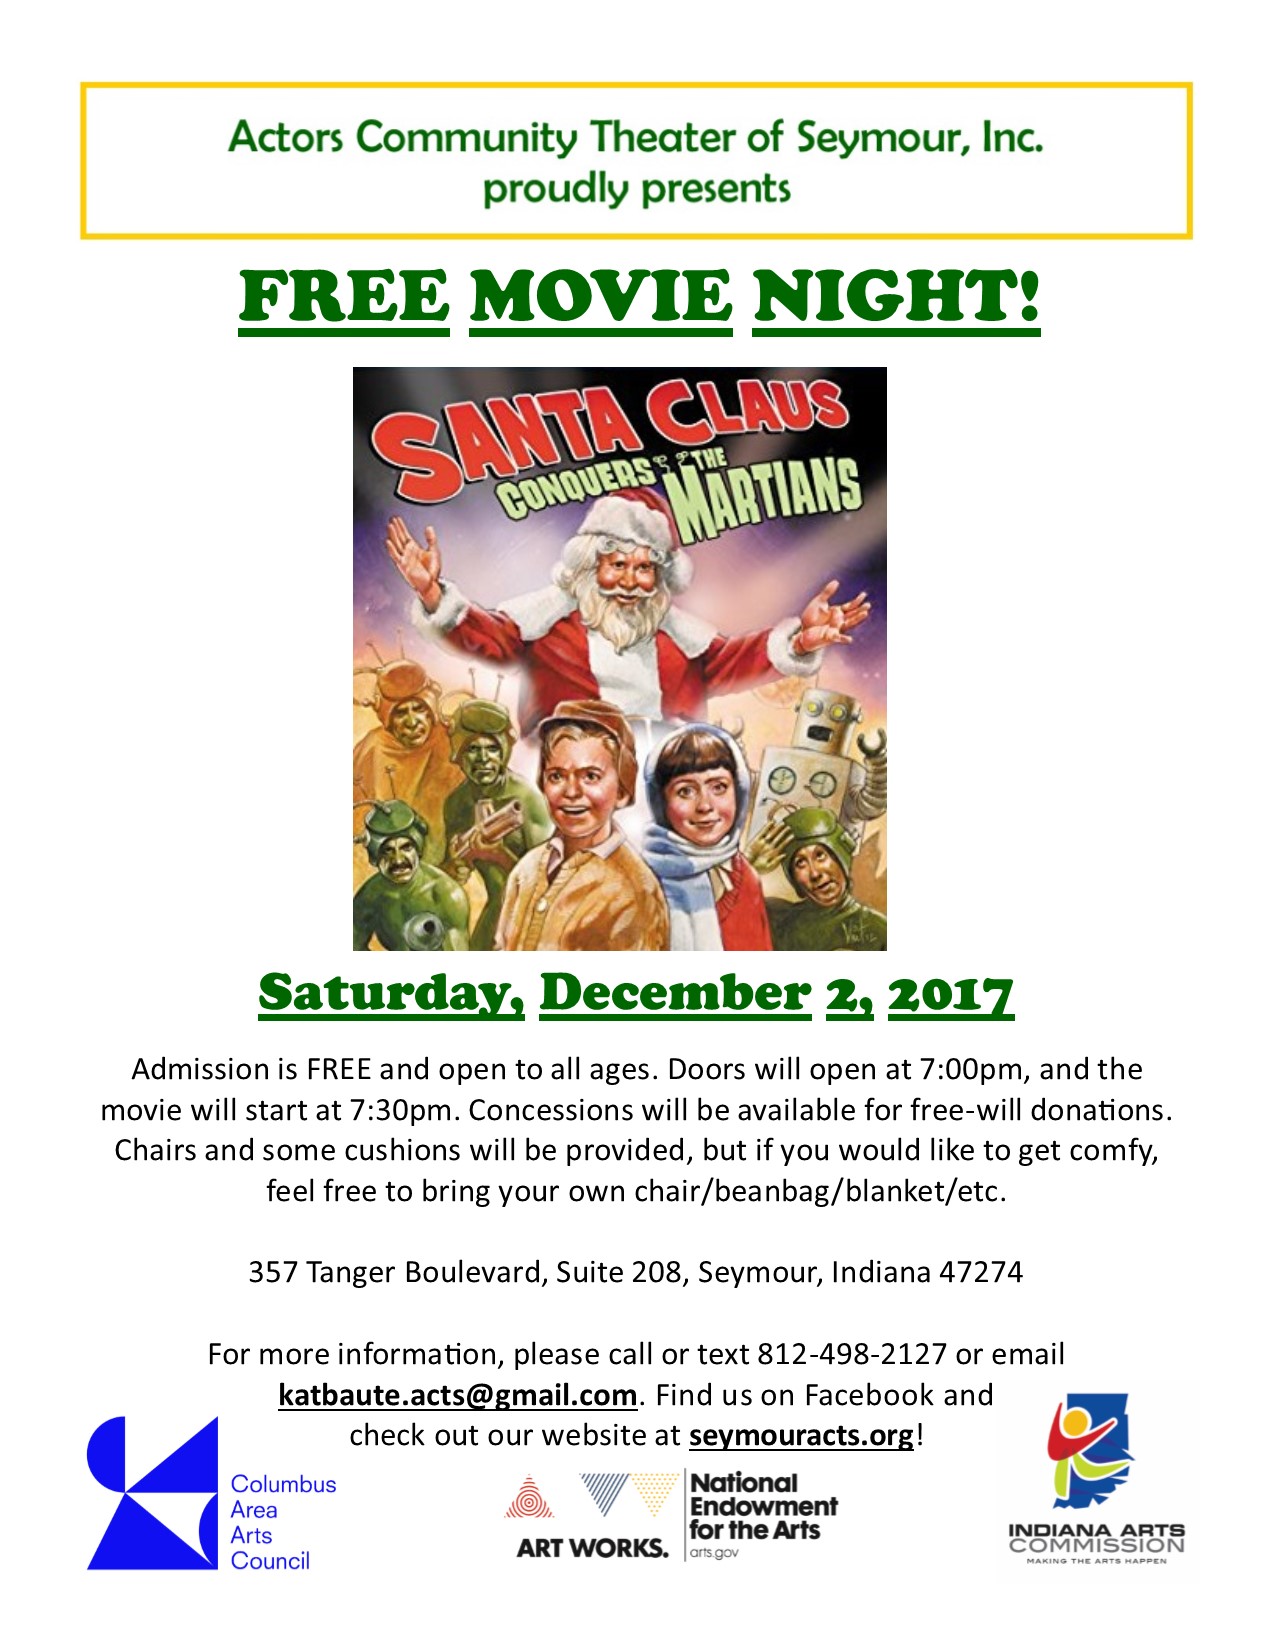 Actors Community Theater of Seymour, Inc.
proudly presents
FREE MOVIE NIGHT!
SANTA CLAUS
CONQUERS THE
MARTIANS
Saturday, December 2, 2017
Admission is FREE and open to all ages. Doors will open at 7:00pm, and the
movie will start at 7:30pm. Concessions will be available for free-will donations.
Chairs and some cushions will be provided, but if you would like to get comfy,
feel free to bring your own chair/beanbag/blanket/etc.
357 Tanger Boulevard, Suite 208, Seymour, Indiana 47274
For more information, please call or text 812-498-2127 or email
katbaute.acts@gmail.com. Find us on Facebook and
check out our website at seymouracts.org!
Columbus
Area
Arts
Council
ART WORKS.
National
Endowment
for the Arts
arts.gov
INDIANA ARTS
COMMISSION
MAKING THE ARTS HAPPEN